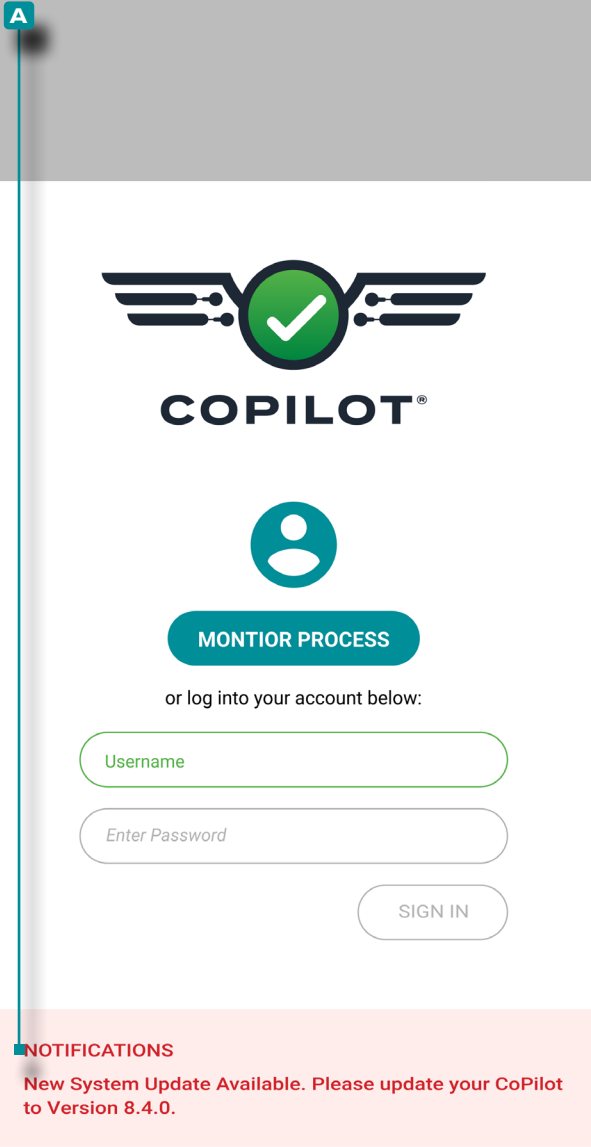 A
COPILOT®
MONTIOR PROCESS
or log into your account below:
Username
Enter Password
SIGN IN
NOTIFICATIONS
New System Update Available. Please update your CoPilot
to Version 8.4.0.